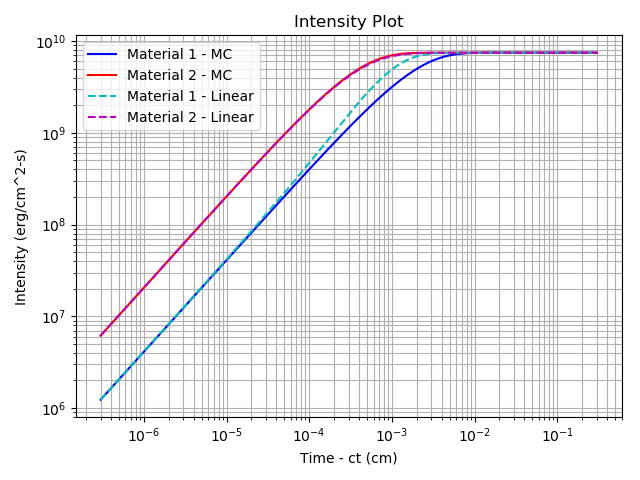 Intensity Plot
Material 1 - MC
Material 2 - MC
Material 1 - Linear
Material 2 - Linear
Intensity (erg/cm^2-s)
10^10
10^9
10^8
10^7
10^6
10^-6 10^-5 10^-4 10^-3 10^-2 10^-1
Time - ct (cm)